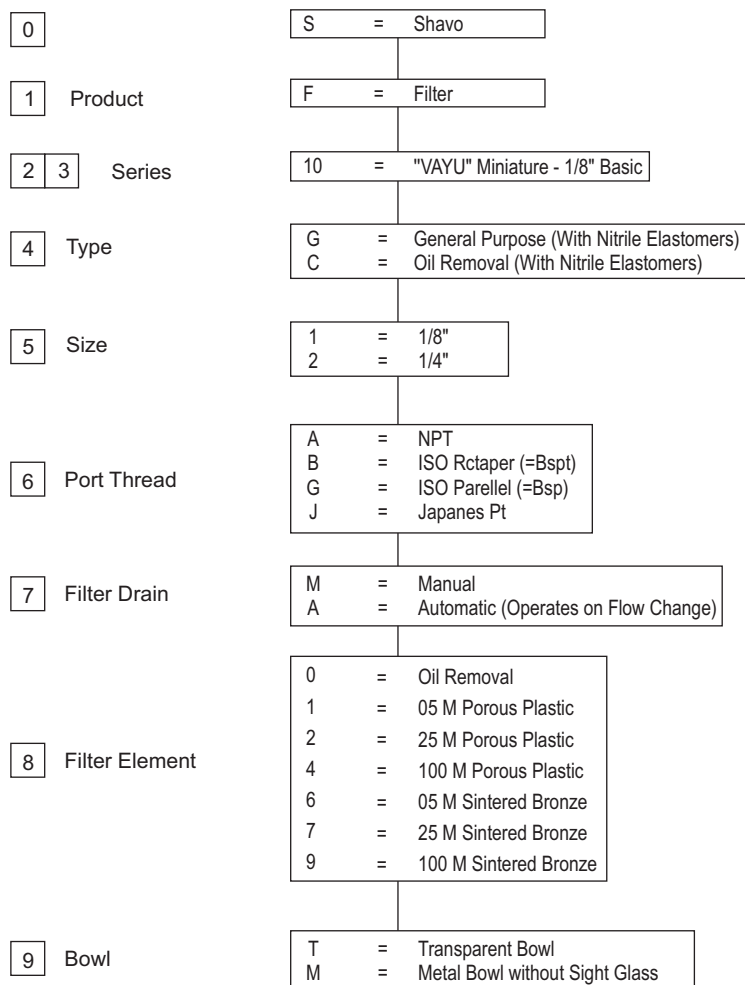 0 S = Shavo
1 Product F = Filter
2 3 Series 10 = "VAYU" Miniature - 1/8" Basic
4 Type G = General Purpose (With Nitrile Elastomers)
C = Oil Removal (With Nitrile Elastomers)
5 Size 1 = 1/8"
2 = 1/4"
6 Port Thread A = NPT
B = ISO Rctaper (=Bspt)
G = ISO Parellel (=Bsp)
J = Japanes Pt
7 Filter Drain M = Manual
A = Automatic (Operates on Flow Change)
8 Filter Element 0 = Oil Removal
1 = 05 M Porous Plastic
2 = 25 M Porous Plastic
4 = 100 M Porous Plastic
6 = 05 M Sintered Bronze
7 = 25 M Sintered Bronze
9 = 100 M Sintered Bronze
9 Bowl T = Transparent Bowl
M = Metal Bowl without Sight Glass